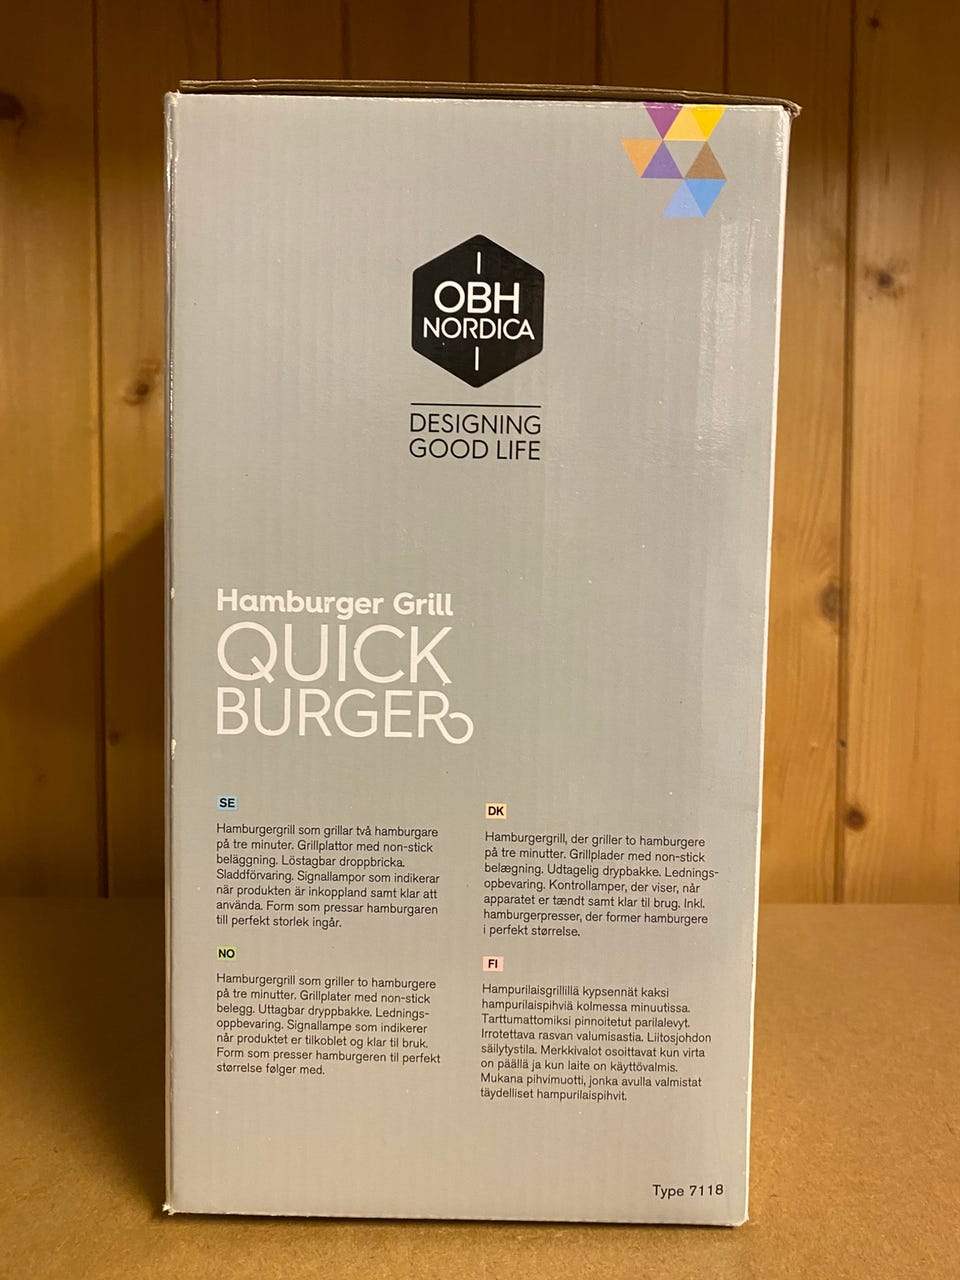 OBH
NORDICA
DESIGNING
GOOD LIFE
Hamburger Grill
QUICK
BURGER
SE
Hamburgergrill som grillar två hamburgare
på tre minuter. Grillplattor med non-stick
beläggning. Löstagbar droppbricka.
Sladdförvaring. Signallampor som indikerar
när produkten är inkoppland samt klar att
använda. Form som pressar hamburgaren
till perfekt storlek ingår.
NO
Hamburgergrill som griller to hamburgere
på tre minutter. Grillplater med non-stick
belegg. Uttagbar dryppbakke. Lednings-
oppbevaring. Signallampe som indikerer
når produktet er tilkoblet og klar til bruk.
Form som presser hamburgeren til perfekt
størrelse følger med.
DK
Hamburgergrill, der griller to hamburgere
på tre minutter. Grillplader med non-stick
belægning. Udtagelig drypbakke. Lednings-
opbevaring. Kontrollamper, der viser, når
apparatet er tændt samt klar til brug. Inkl.
hamburgerpresser, der former hamburgere
i perfekt størrelse.
FI
Hampurilaisgrillillä kypsennät kaksi
hampurilaispihviä kolmessa minuutissa.
Tarttumattomiksi pinnoitetut parilalevyt.
Irrotettava rasvan valumisastia. Liitosjohdon
säilytystila. Merkkivalot osoittavat kun virta
on päällä ja kun laite on käyttövalmis.
Mukana pihvimuotti, jonka avulla valmistat
täydelliset hampurilaispihvit.
Type 7118